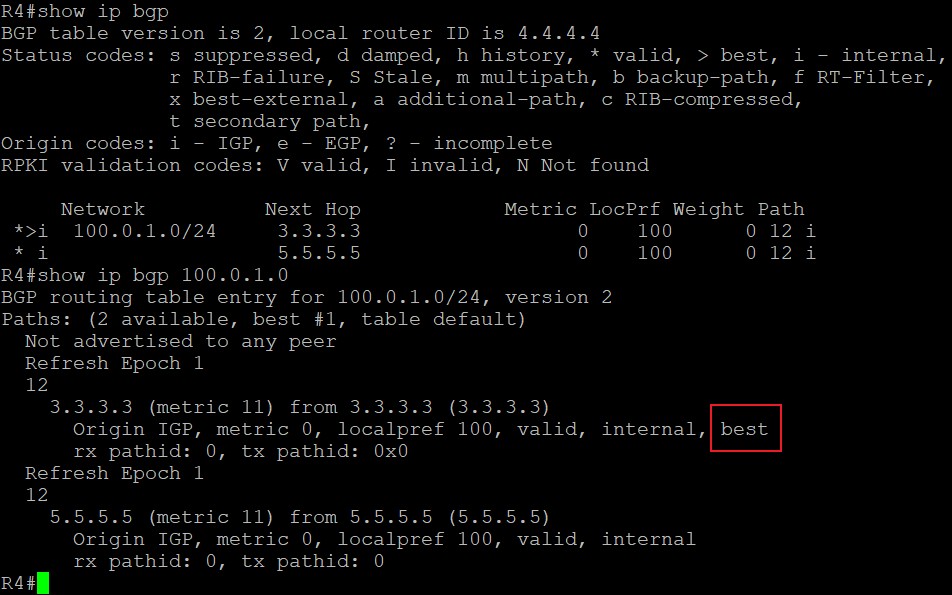 R4#show ip bgp
BGP table version is 2, local router ID is 4.4.4.4
Status codes: s suppressed, d damped, h history, * valid, > best, i - internal,
              r RIB-failure, S Stale, m multipath, b backup-path, f RT-Filter,
              x best-external, a additional-path, c RIB-compressed,
              t secondary path,
Origin codes: i - IGP, e - EGP, ? - incomplete
RPKI validation codes: V valid, I invalid, N Not found

     Network          Next Hop            Metric LocPrf Weight Path
 *>i  100.0.1.0/24     3.3.3.3                  0    100      0 12 i
 * i                   5.5.5.5                  0    100      0 12 i
R4#show ip bgp 100.0.1.0
BGP routing table entry for 100.0.1.0/24, version 2
Paths: (2 available, best #1, table default)
  Not advertised to any peer
  Refresh Epoch 1
  12
    3.3.3.3 (metric 11) from 3.3.3.3 (3.3.3.3)
      Origin IGP, metric 0, localpref 100, valid, internal, best
      rx pathid: 0, tx pathid: 0x0
  Refresh Epoch 1
  12
    5.5.5.5 (metric 11) from 5.5.5.5 (5.5.5.5)
      Origin IGP, metric 0, localpref 100, valid, internal
      rx pathid: 0, tx pathid: 0
R4#